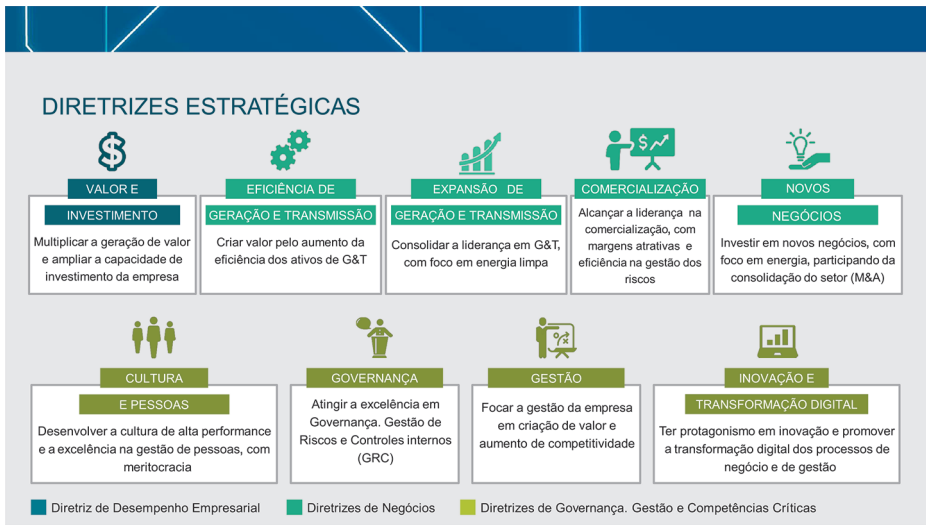 DIRETRIZES ESTRATÉGICAS
VALOR E
INVESTIMENTO
Multiplicar a geração de valor
e ampliar a capacidade de
investimento da empresa
EFICIÊNCIA DE
GERAÇÃO E TRANSMISSÃO
Criar valor pelo aumento da
eficiência dos ativos de G&T
EXPANSÃO DE
GERAÇÃO E TRANSMISSÃO
Consolidar a liderança em G&T,
com foco em energia limpa
COMERCIALIZAÇÃO
Alcançar a liderança na
comercialização, com
margens atrativas e
eficiência na gestão dos
riscos
NOVOS
NEGÓCIOS
Investir em novos negócios, com
foco em energia, participando da
consolidação do setor (M&A)
CULTURA
E PESSOAS
Desenvolver a cultura de alta performance
e a excelência na gestão de pessoas, com
meritocracia
GOVERNANÇA
Atingir a excelência em
Governança. Gestão de
Riscos e Controles internos
(GRC)
GESTÃO
Focar a gestão da empresa
em criação de valor e
aumento de competitividade
INOVAÇÃO E
TRANSFORMAÇÃO DIGITAL
Ter protagonismo em inovação e promover
a transformação digital dos processos de
negócio e de gestão
Diretriz de Desempenho Empresarial
Diretrizes de Negócios
Diretrizes de Governança. Gestão e Competências Críticas